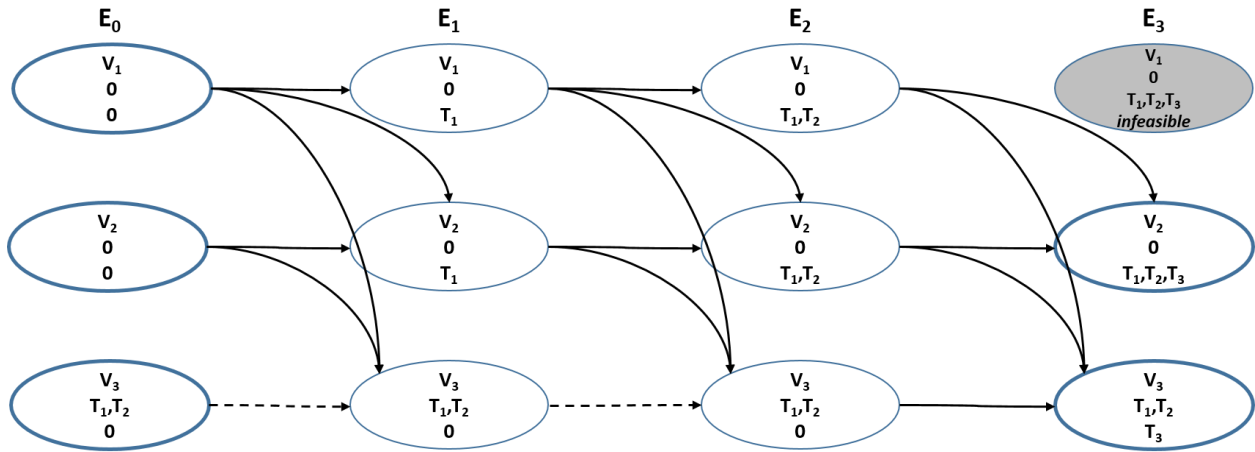 E₀ E₁ E₂ E₃
V₁
0
0
V₁
0
T₁
V₁
0
T₁,T₂
V₁
0
T₁,T₂,T₃
infeasible
V₂
0
0
V₂
0
T₁
V₂
0
T₁,T₂
V₂
0
T₁,T₂,T₃
V₃
T₁,T₂
0
V₃
T₁,T₂
0
V₃
T₁,T₂
0
V₃
T₁,T₂
T₃